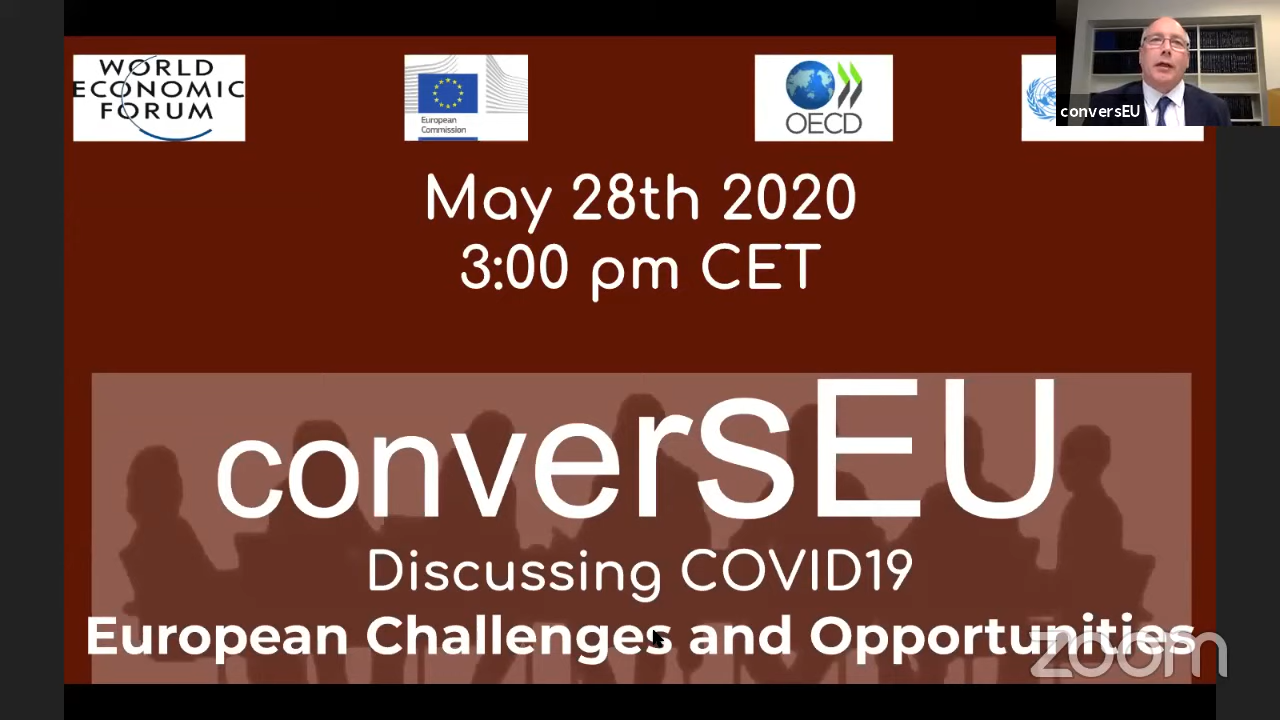 WORLD
ECONOMIC
FORUM
European
Commission
OECD
conversEU
May 28th 2020
3:00 pm CET
conversEU
Discussing COVID19
European Challenges and Opportunities
zoom